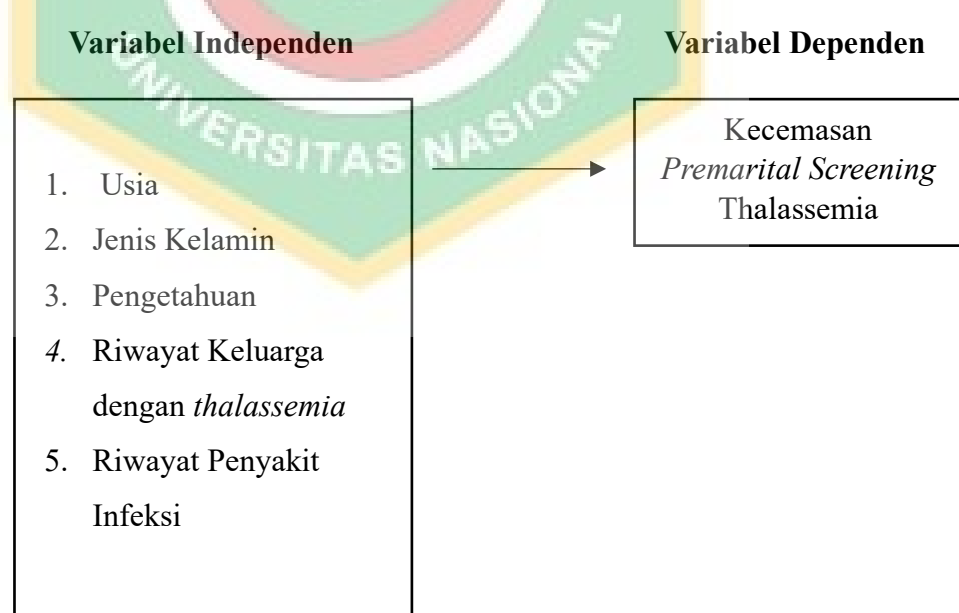 Variabel Independen
Variabel Dependen
UNIVERSITAS NASIONAL
1. Usia
2. Jenis Kelamin
3. Pengetahuan
4. Riwayat Keluarga
dengan thalassemia
5. Riwayat Penyakit
Infeksi
Kecemasan
Premarital Screening
Thalassemia